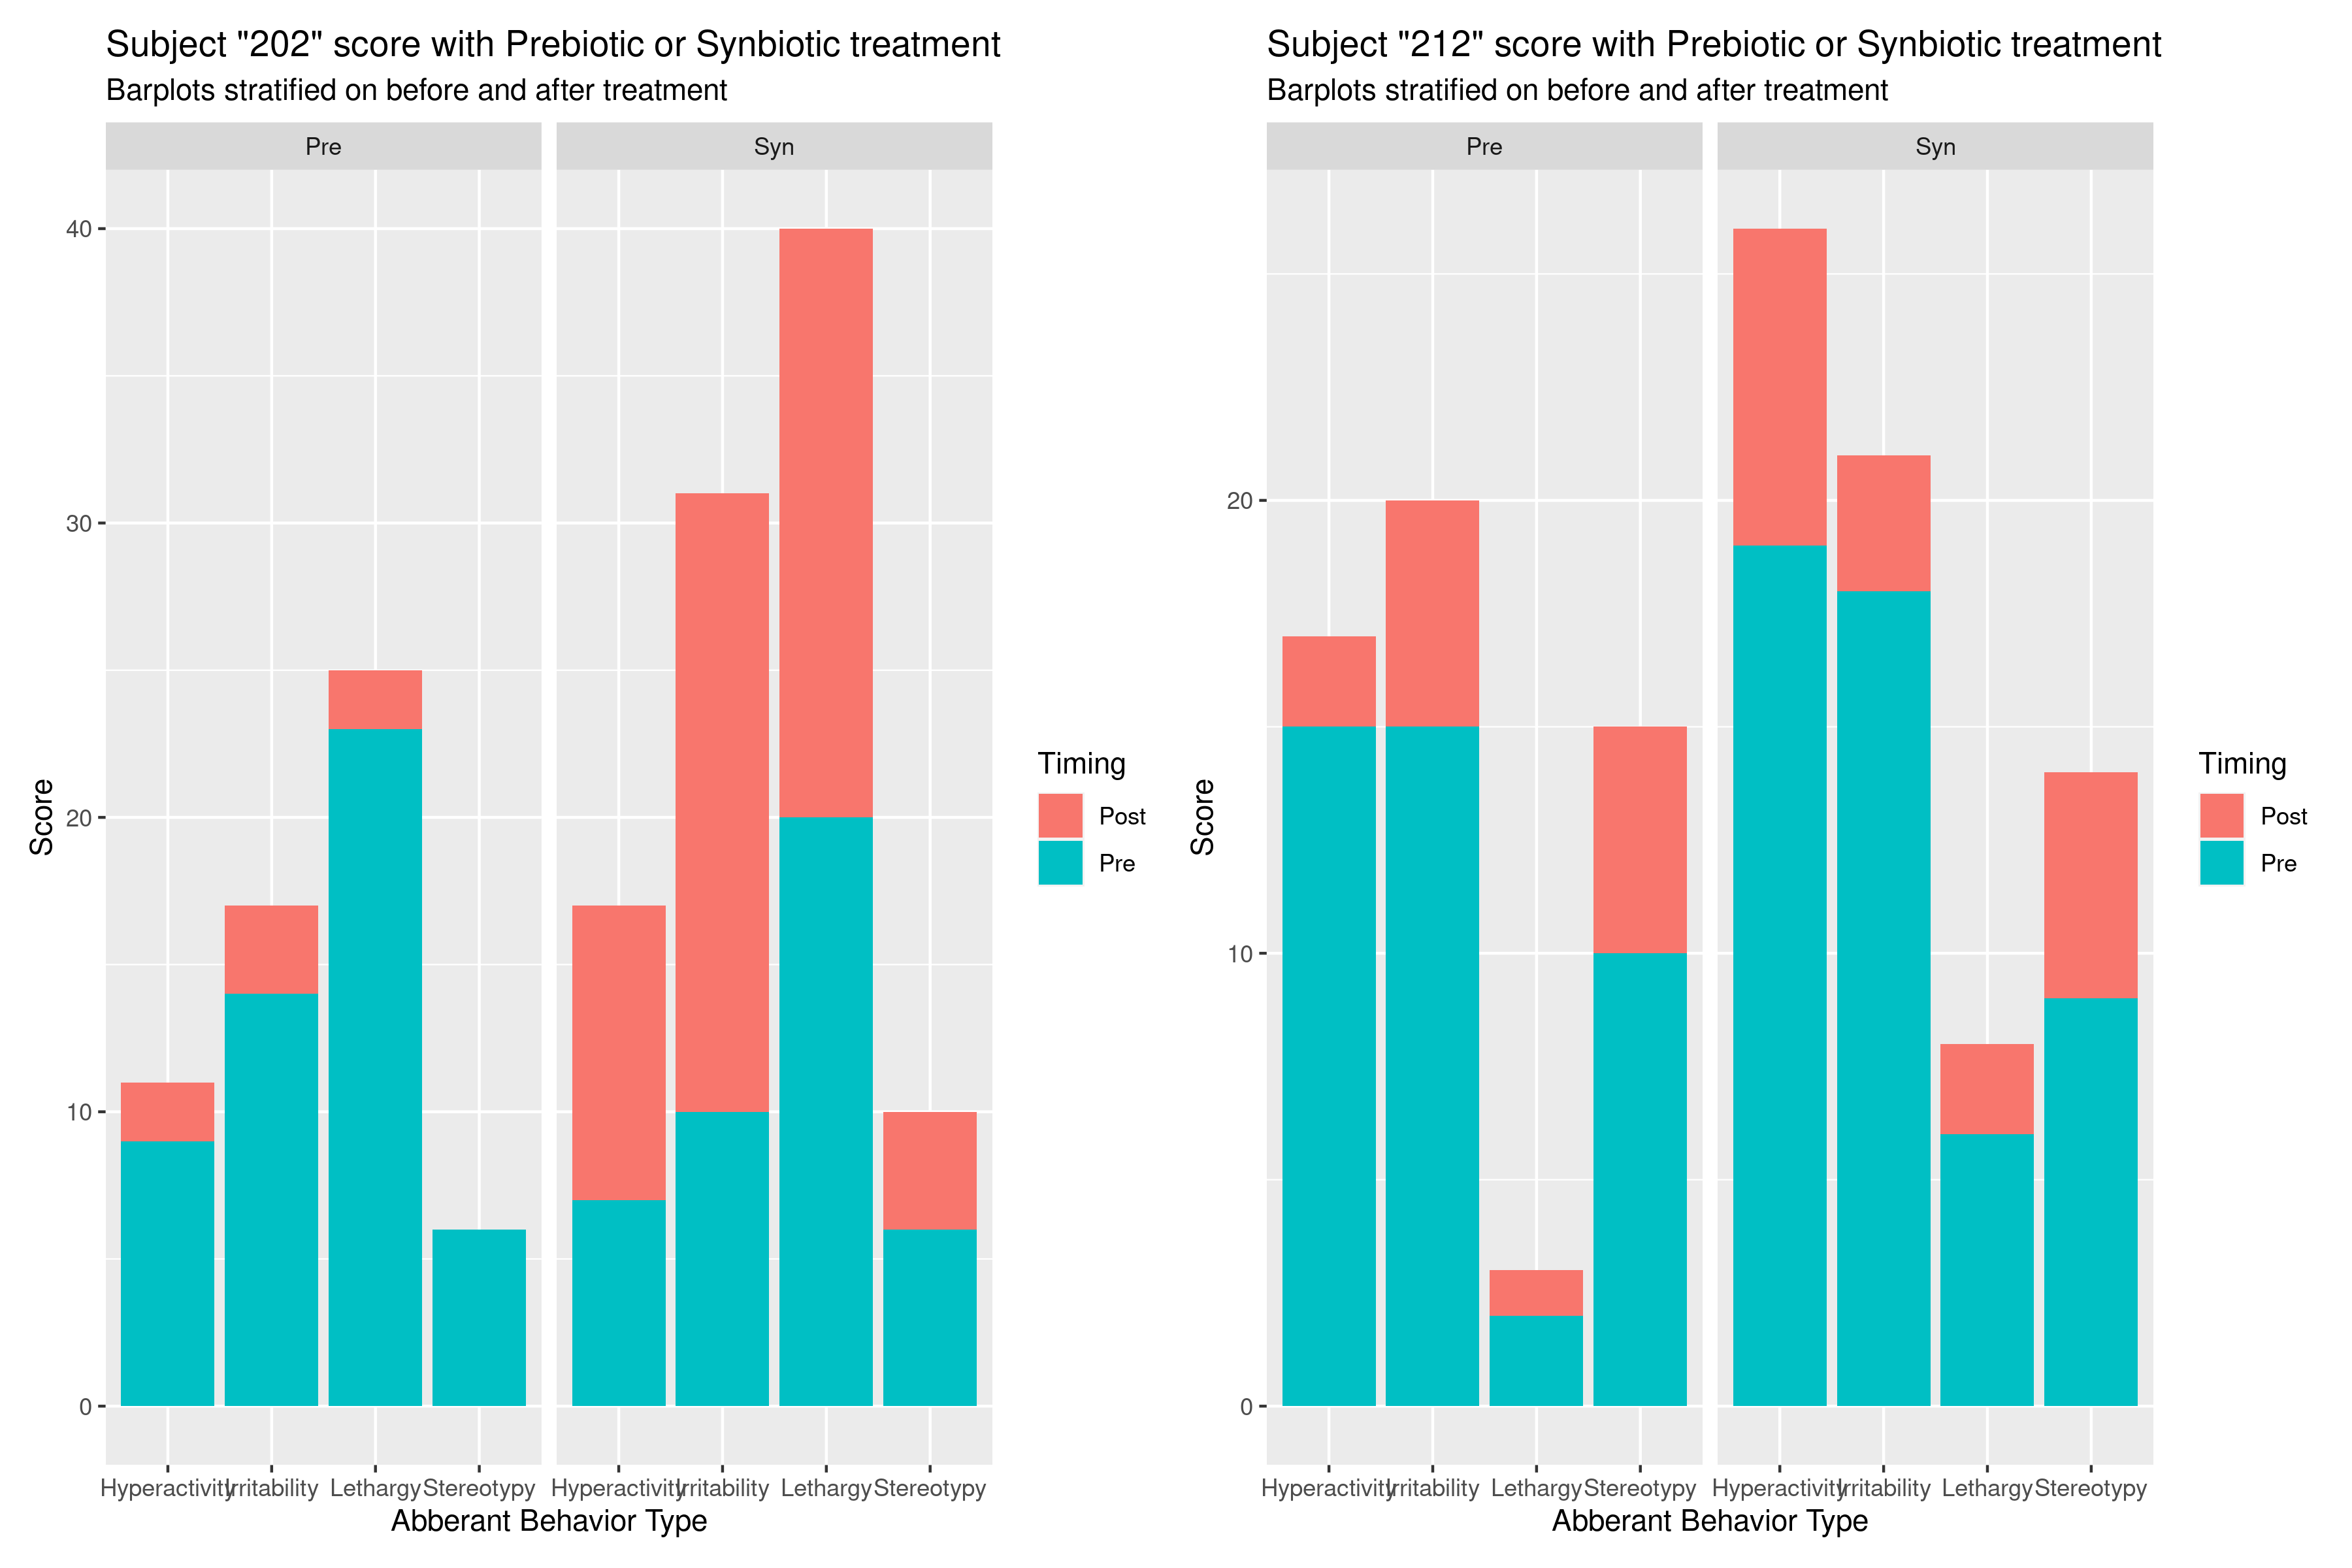 Subject "202" score with Prebiotic or Synbiotic treatment
Barplots stratified on before and after treatment
Pre
Syn
40
30
20
10
0
Score
Hyperactivity
Irritability
Lethargy
Stereotypy
Hyperactivity
Irritability
Lethargy
Stereotypy
Abberant Behavior Type
Timing
Post
Pre
Subject "212" score with Prebiotic or Synbiotic treatment
Barplots stratified on before and after treatment
Pre
Syn
20
10
0
Score
Hyperactivity
Irritability
Lethargy
Stereotypy
Hyperactivity
Irritability
Lethargy
Stereotypy
Abberant Behavior Type
Timing
Post
Pre